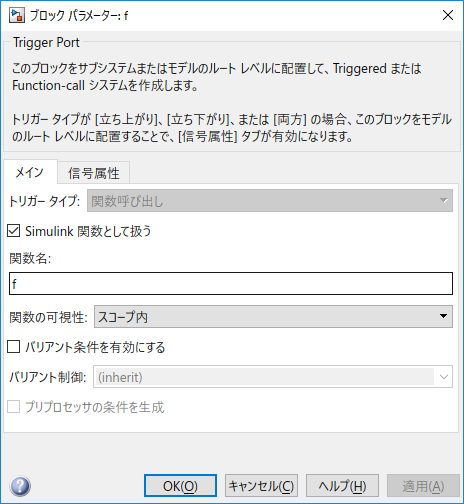 ブロック パラメーター: f
Trigger Port
このブロックをサブシステムまたはモデルのルート レベルに配置して、Triggered または
Function-call システムを作成します。
トリガー タイプが [立ち上がり]、[立ち下がり]、または [両方] の場合、このブロックをモデル
のルート レベルに配置することで、[信号属性] タブが有効になります。
メイン 信号属性
トリガー タイプ: 関数呼び出し
Simulink 関数として扱う
関数名:
f
関数の可視性: スコープ内
バリアント条件を有効にする
バリアント制御: (inherit)
プリプロセッサの条件を生成
? OK(O) キャンセル(C) ヘルプ(H) 適用(A)